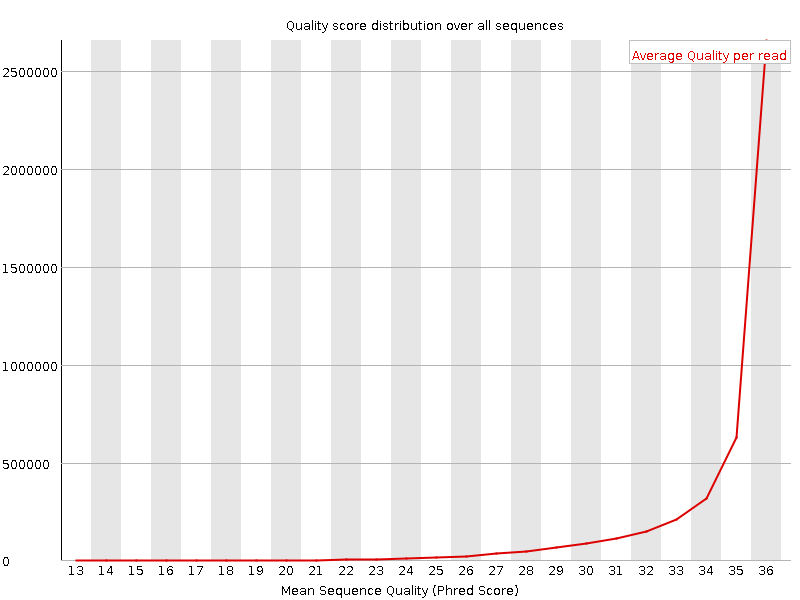 Quality score distribution over all sequences
Average Quality per read
2500000
2000000
1500000
1000000
500000
0
13 14 15 16 17 18 19 20 21 22 23 24 25 26 27 28 29 30 31 32 33 34 35 36
Mean Sequence Quality (Phred Score)